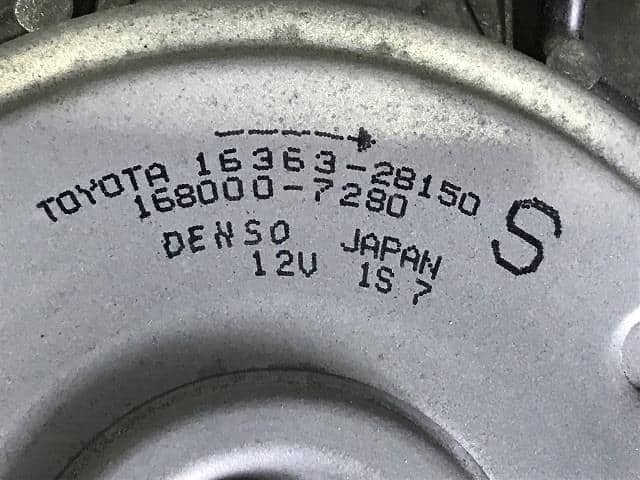 TOYOTA 16363-28150
168000-7280
DENSO JAPAN
12V 1S 7
S